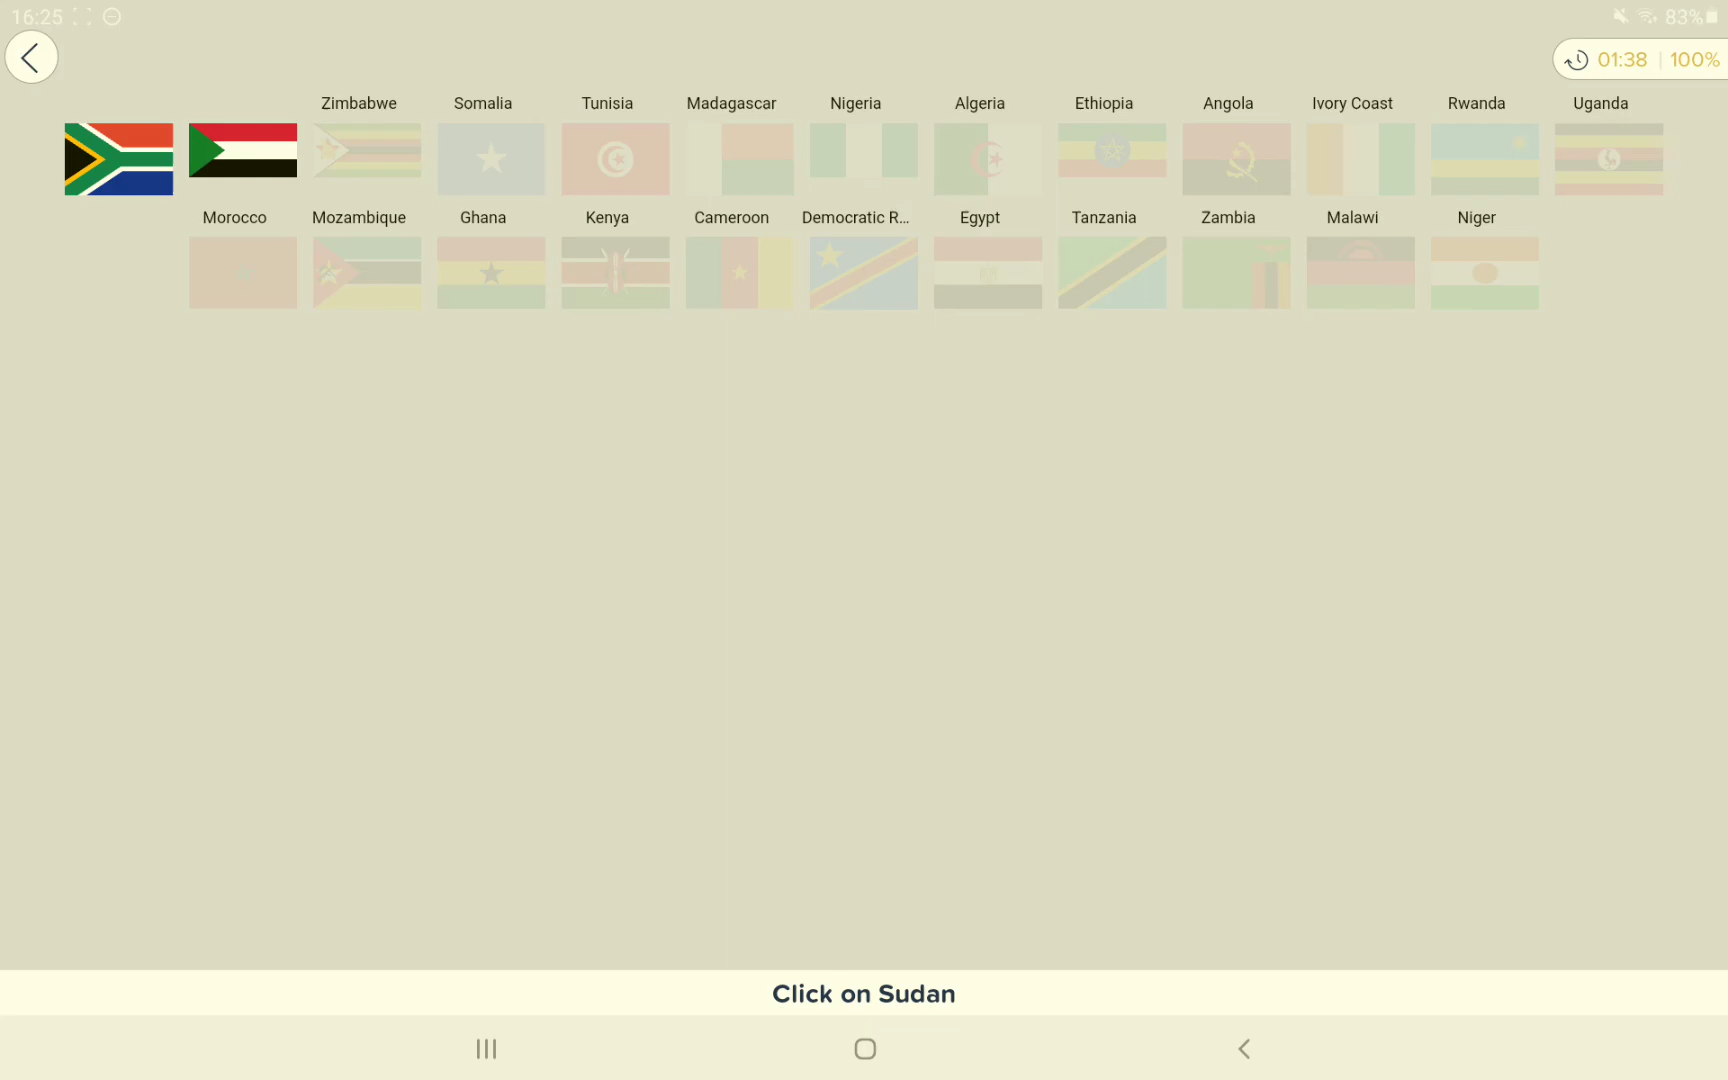 16:25
83%
01:38 | 100%
Zimbabwe Somalia Tunisia Madagascar Nigeria Algeria Ethiopia Angola Ivory Coast Rwanda Uganda
Morocco Mozambique Ghana Kenya Cameroon Democratic R... Egypt Tanzania Zambia Malawi Niger
Click on Sudan